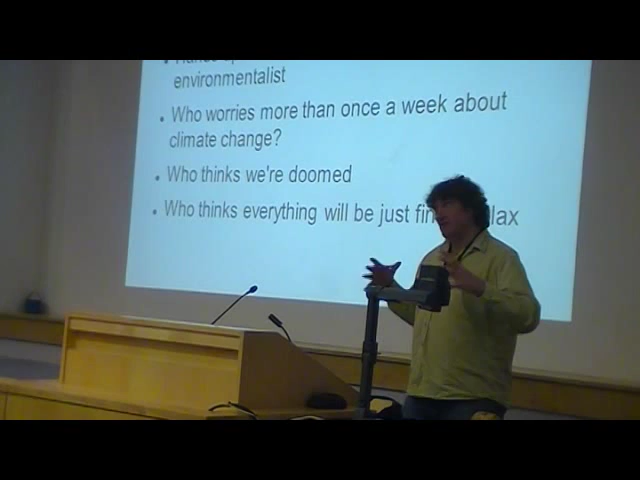 environmentalist
• Who worries more than once a week about
climate change?
• Who thinks we're doomed
• Who thinks everything will be just